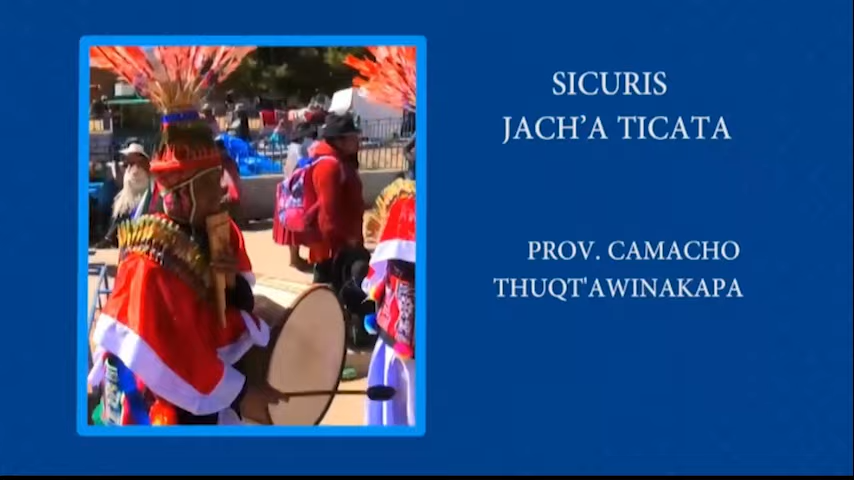 SICURIS
JACH'A TICATA
PROV. CAMACHO
THUQT'AWINAKAPA